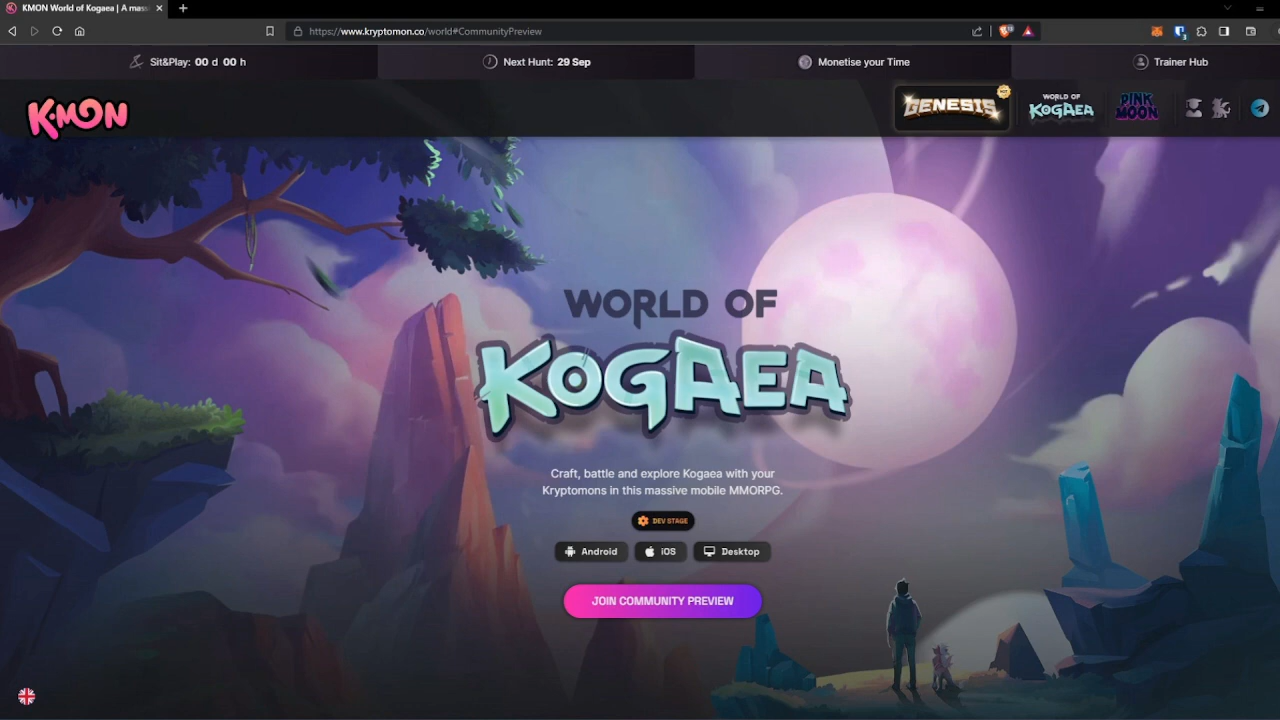 KMON World of Kogaea | A mass
https://www.kryptomon.co/world#CommunityPreview
Sit&Play: 00 d 00 h
Next Hunt: 29 Sep
Monetise your Time
Trainer Hub
KMON
GENESIS
WORLD OF
KOGAEA
PINK
MOON
WORLD OF
KOGAEA
Craft, battle and explore Kogaea with your
Kryptomons in this massive mobile MMORPG.
DEV STAGE
Android
iOS
Desktop
JOIN COMMUNITY PREVIEW